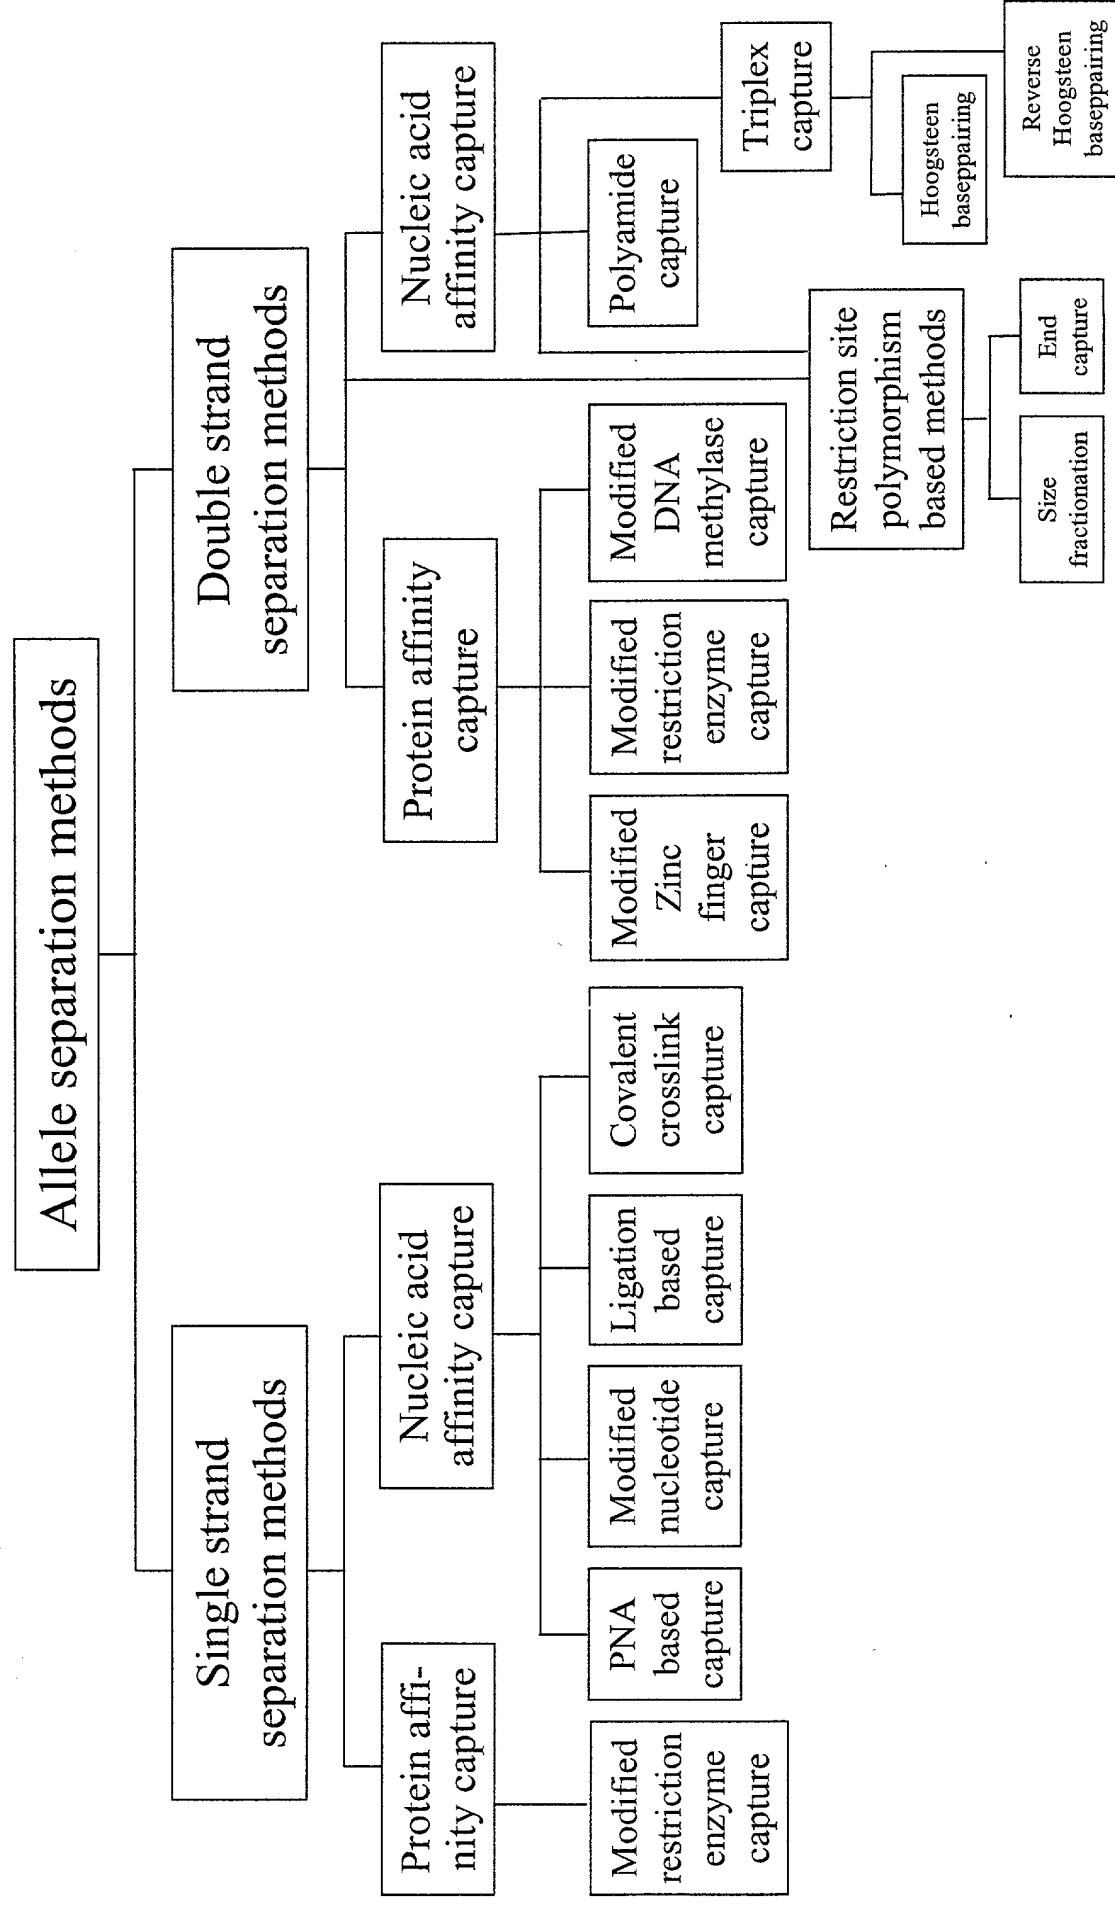 Allele separation methods
Single strand
separation methods
Double strand
separation methods
Protein affi-
nity capture
Nucleic acid
affinity capture
Protein affinity
capture
Nucleic acid
affinity capture
Modified
restriction
enzyme
capture
PNA
based
capture
Modified
nucleotide
capture
Ligation
based
capture
Covalent
crosslink
capture
Modified
Zinc
finger
capture
Modified
restriction
enzyme
capture
Modified
DNA
methylase
capture
Polyamide
capture
Triplex
capture
Restriction site
polymorphism
based methods
Size
fractionation
End
capture
Hoogsteen
baseppairing
Reverse
Hoogsteen
baseppairing